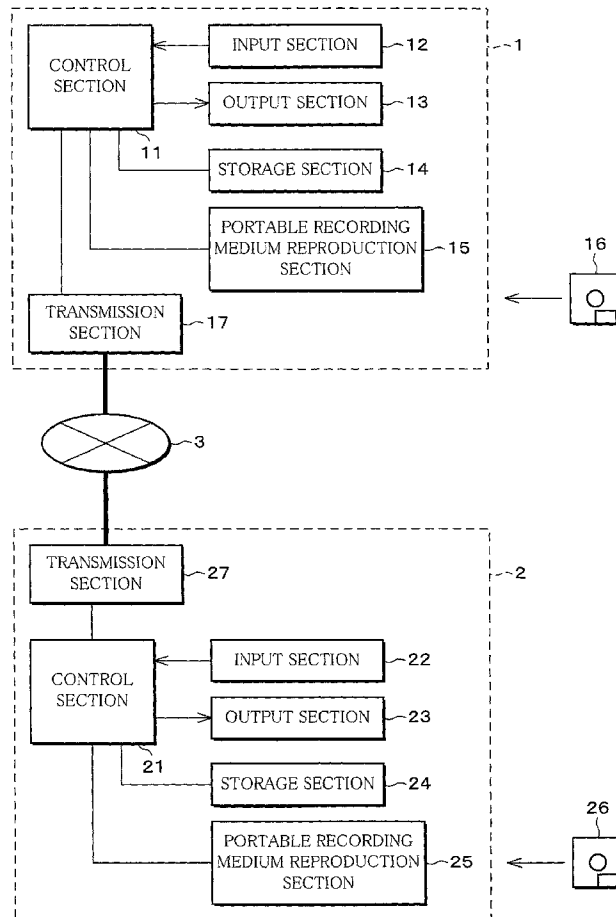 INPUT SECTION
12
1
CONTROL
SECTION
OUTPUT SECTION
13
11
STORAGE SECTION
14
PORTABLE RECORDING
MEDIUM REPRODUCTION
SECTION
15
16
TRANSMISSION
SECTION
17
3
TRANSMISSION
SECTION
27
2
INPUT SECTION
22
CONTROL
SECTION
OUTPUT SECTION
23
21
STORAGE SECTION
24
PORTABLE RECORDING
MEDIUM REPRODUCTION
SECTION
25
26